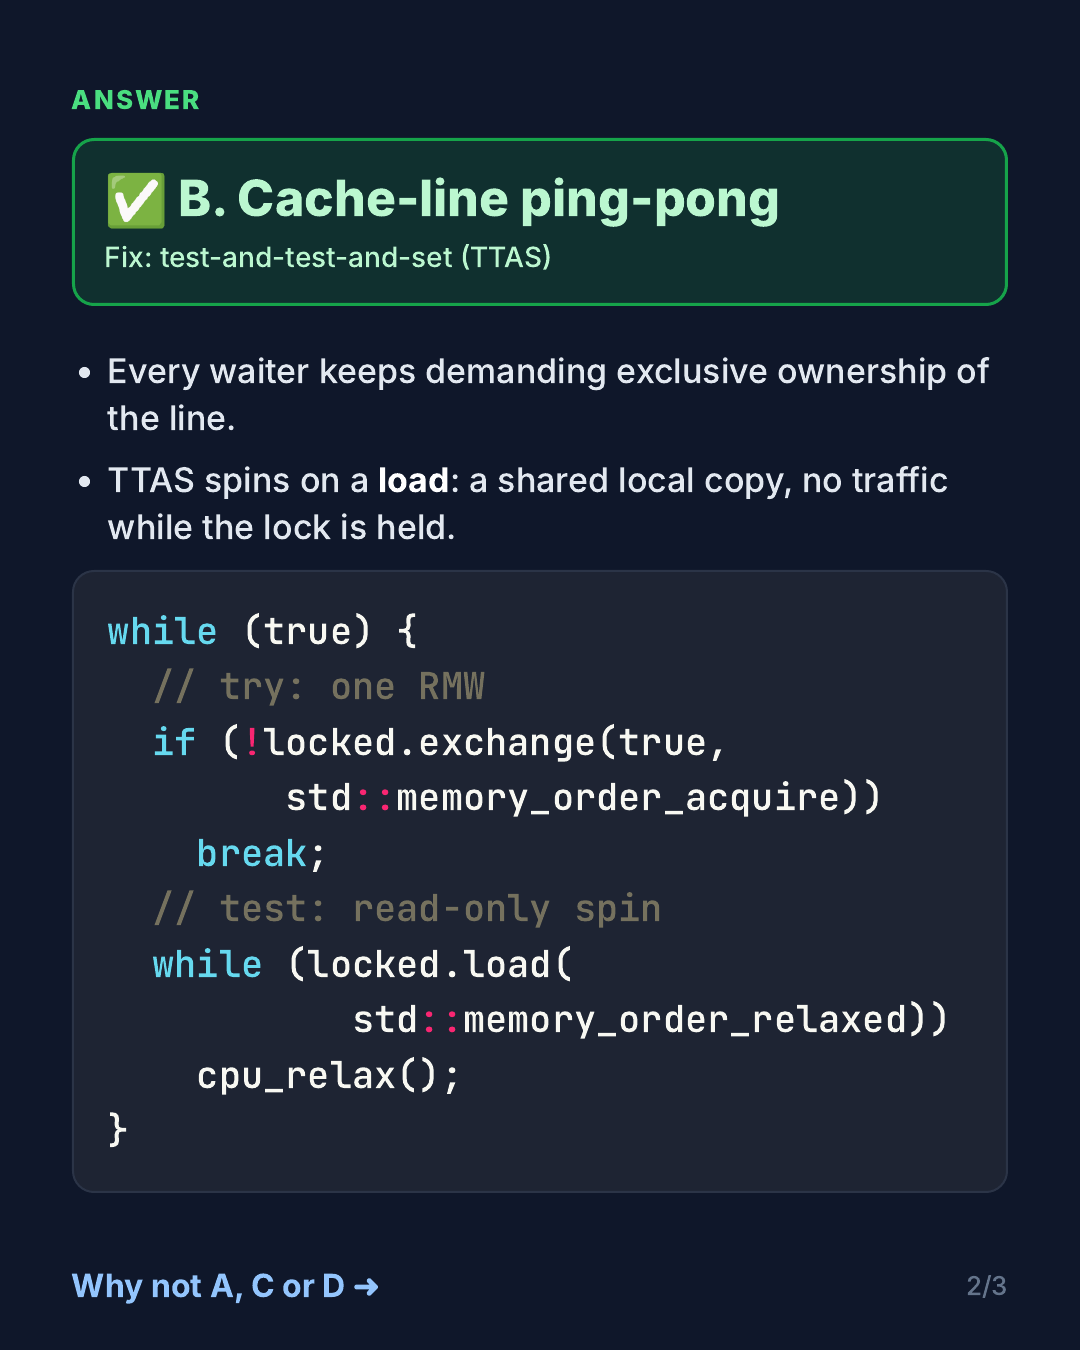 ANSWER
✅ B. Cache-line ping-pong
Fix: test-and-test-and-set (TTAS)
• Every waiter keeps demanding exclusive ownership of
the line.
• TTAS spins on a load: a shared local copy, no traffic
while the lock is held.
while (true) {
  // try: one RMW
  if (!locked.exchange(true,
        std::memory_order_acquire))
    break;
  // test: read-only spin
  while (locked.load(
           std::memory_order_relaxed))
    cpu_relax();
}
Why not A, C or D ➜
2/3